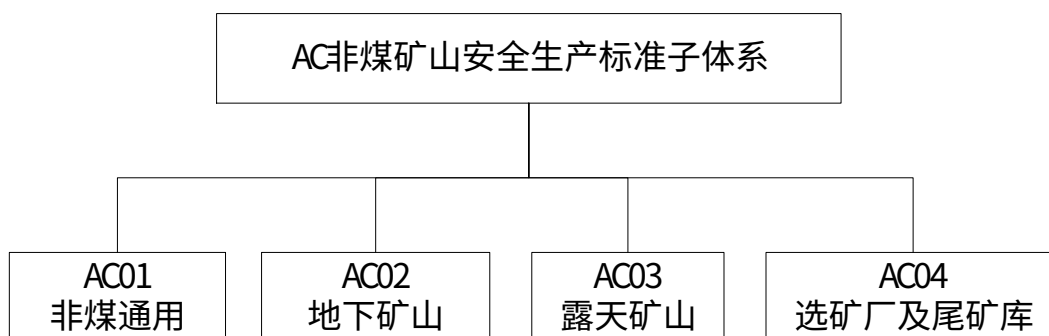 AC非煤矿山安全生产标准子体系
AC01
非煤通用
AC02
地下矿山
AC03
露天矿山
AC04
选矿厂及尾矿库